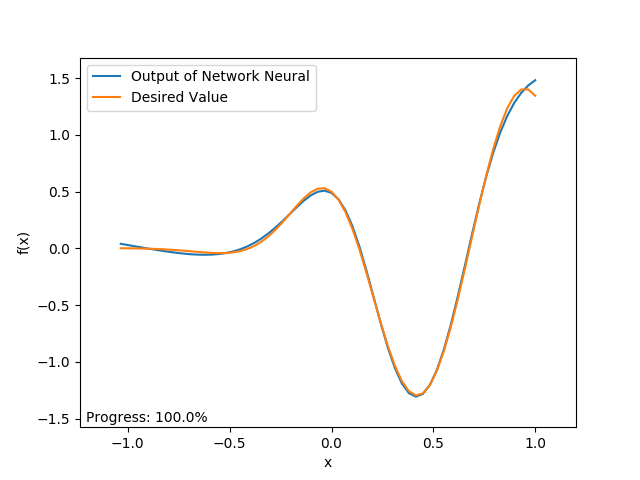 Output of Network Neural
Desired Value
1.5
1.0
0.5
0.0
−0.5
−1.0
−1.5
f(x)
Progress: 100.0%
−1.0 −0.5 0.0 0.5 1.0
x